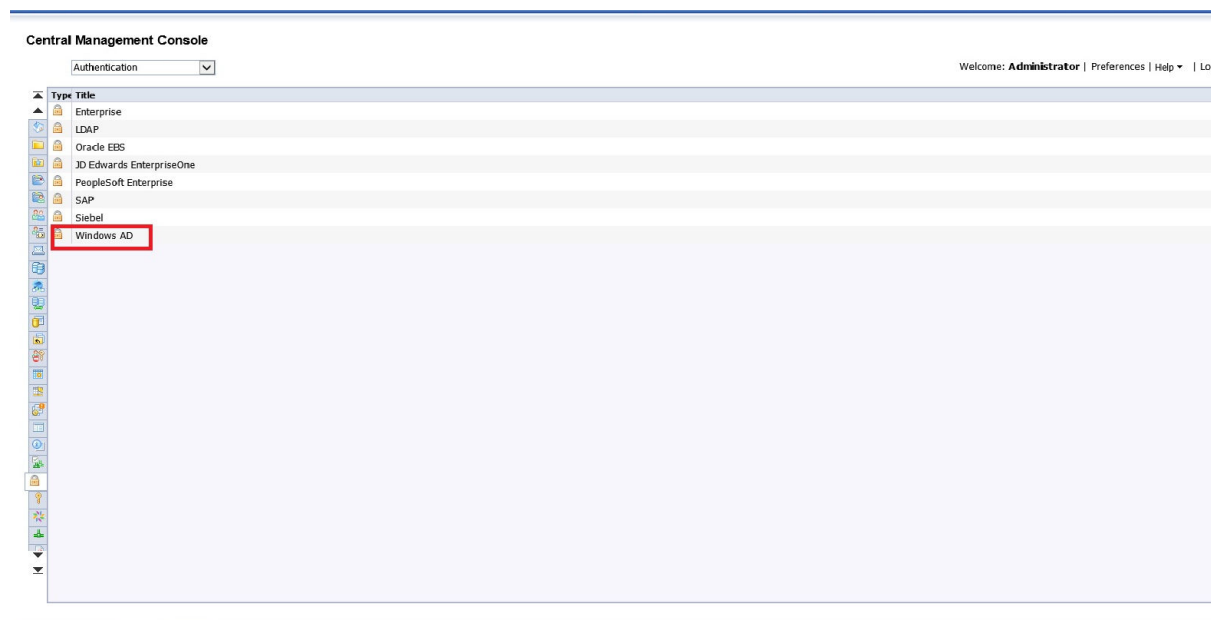 Central Management Console
Authentication
Welcome: Administrator | Preferences | Help | Lo
Type Title
Enterprise
LDAP
Oracle EBS
JD Edwards EnterpriseOne
PeopleSoft Enterprise
SAP
Siebel
Windows AD